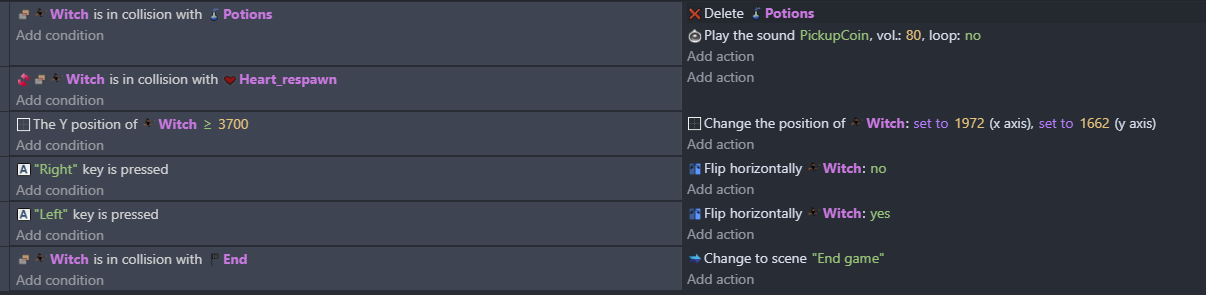 Witch is in collision with Potions
Add condition
Delete Potions
Play the sound PickupCoin, vol.: 80, loop: no
Add action
Witch is in collision with Heart_respawn
Add condition
Add action
The Y position of Witch ≥ 3700
Add condition
Change the position of Witch: set to 1972 (x axis), set to 1662 (y axis)
Add action
A "Right" key is pressed
Add condition
Flip horizontally Witch: no
Add action
A "Left" key is pressed
Add condition
Flip horizontally Witch: yes
Add action
Witch is in collision with End
Add condition
Change to scene "End game"
Add action